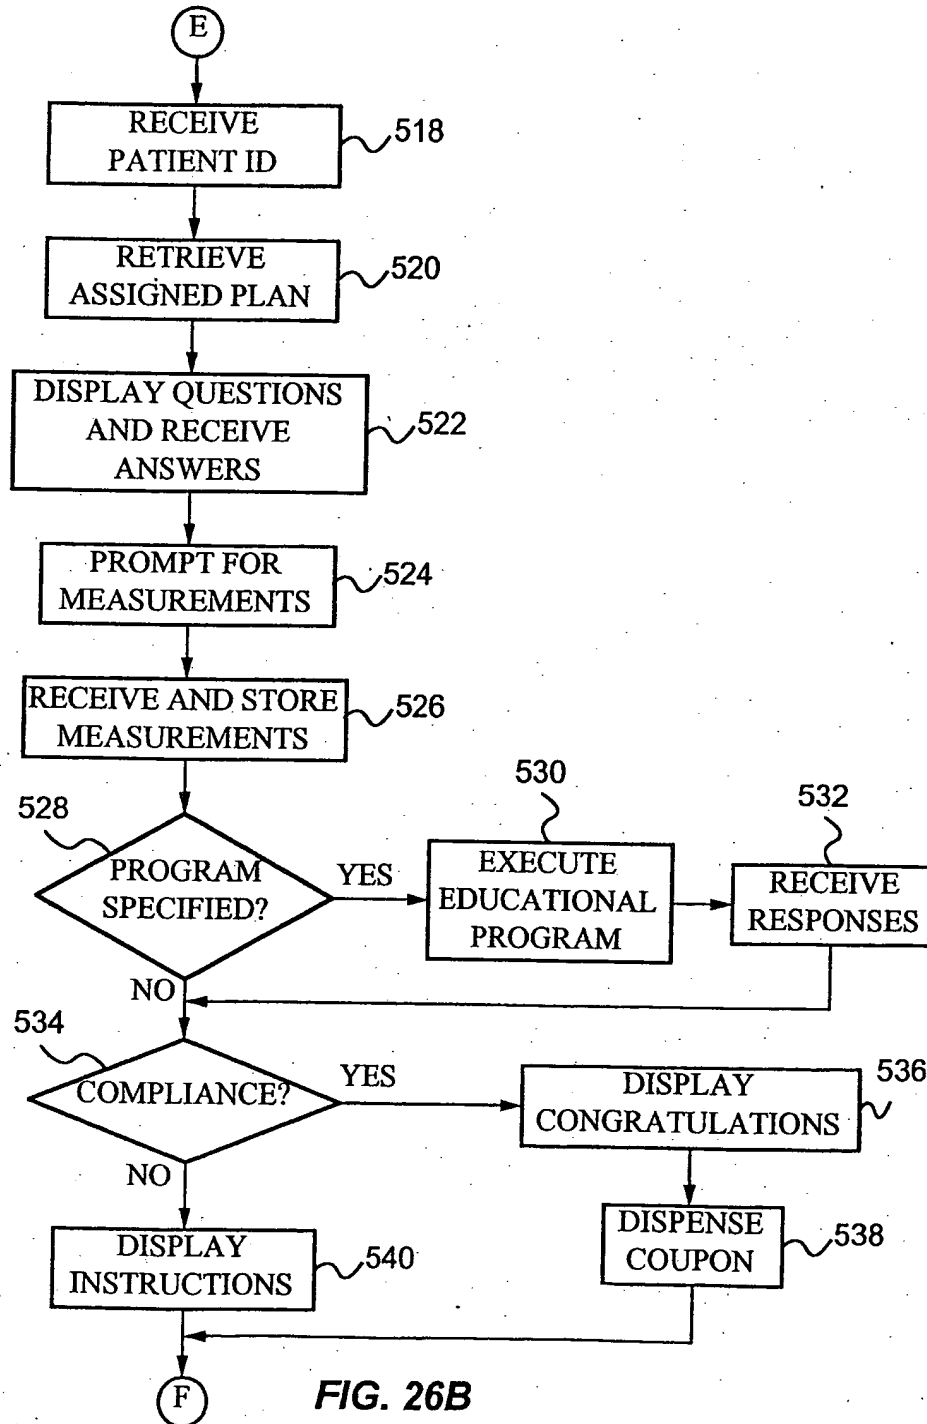 E
RECEIVE
PATIENT ID
518
RETRIEVE
ASSIGNED PLAN
520
DISPLAY QUESTIONS
AND RECEIVE
ANSWERS
522
PROMPT FOR
MEASUREMENTS
524
RECEIVE AND STORE
MEASUREMENTS
526
528
PROGRAM
SPECIFIED?
YES
530
EXECUTE
EDUCATIONAL
PROGRAM
532
RECEIVE
RESPONSES
NO
534
COMPLIANCE?
YES
DISPLAY
CONGRATULATIONS
536
NO
DISPENSE
COUPON
538
DISPLAY
INSTRUCTIONS
540
F
FIG. 26B